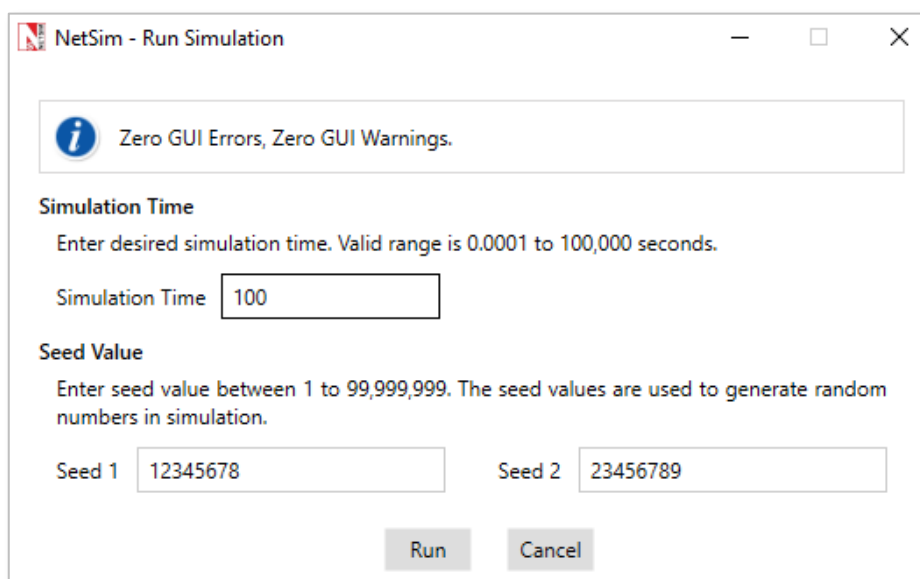 NetSim - Run Simulation
Zero GUI Errors, Zero GUI Warnings.
Simulation Time
Enter desired simulation time. Valid range is 0.0001 to 100,000 seconds.
Simulation Time 100
Seed Value
Enter seed value between 1 to 99,999,999. The seed values are used to generate random
numbers in simulation.
Seed 1 12345678 Seed 2 23456789
Run Cancel